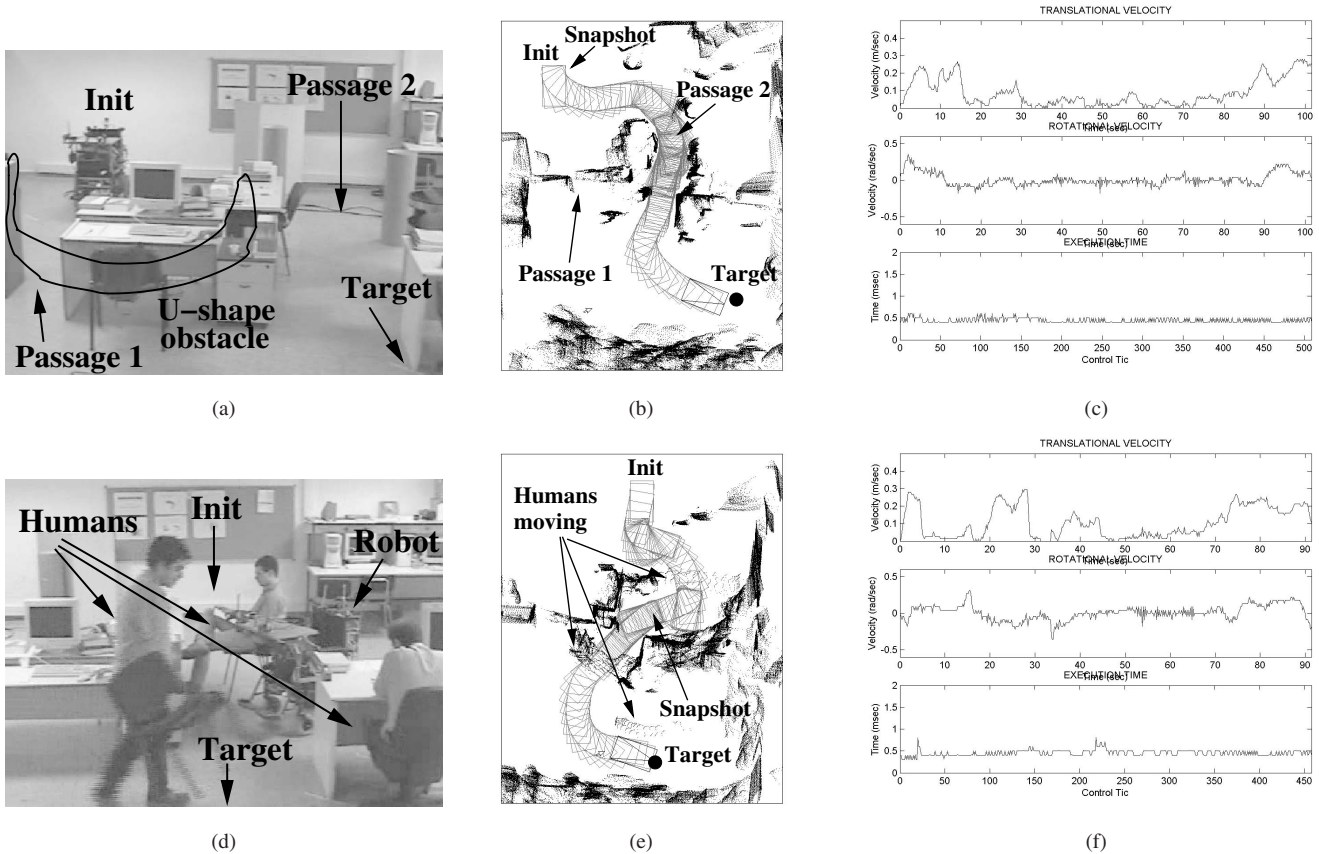 Init
Passage 2
Target
U-shape
obstacle
Passage 1
(a)
Snapshot
Init
Passage 2
Passage 1
Target
(b)
TRANSLATIONAL VELOCITY
Velocity (m/sec)
0.4
0.3
0.2
0.1
0
0 10 20 30 40 50 60 70 80 90 100
Time (sec)
ROTATIONAL VELOCITY
Velocity (rad/sec)
0.5
0
-0.5
0 10 20 30 40 50 60 70 80 90 100
Time (sec)
EXECUTION TIME
Time (msec)
2
1.5
1
0.5
0
0 50 100 150 200 250 300 350 400 450 500
Control Tic
(c)
Humans
Init
Robot
Target
(d)
Init
Humans
moving
Snapshot
Target
(e)
TRANSLATIONAL VELOCITY
Velocity (m/sec)
0.4
0.3
0.2
0.1
0
0 10 20 30 40 50 60 70 80 90
Time (sec)
ROTATIONAL VELOCITY
Velocity (rad/sec)
0.5
0
-0.5
0 10 20 30 40 50 60 70 80 90
Time (sec)
EXECUTION TIME
Time (msec)
2
1.5
1
0.5
0
0 50 100 150 200 250 300 350 400 450
Control Tic
(f)